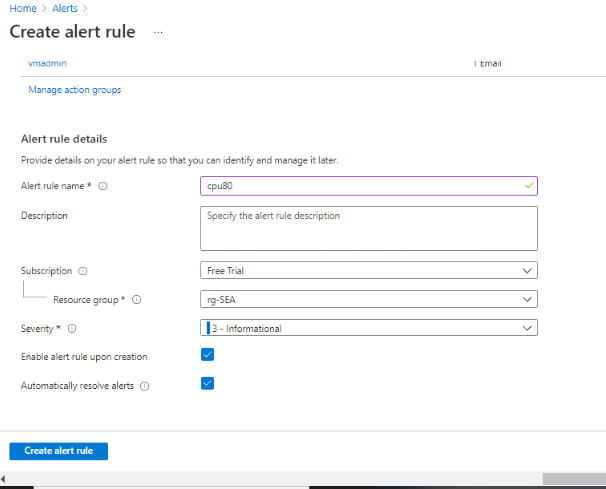 Home > Alerts >
Create alert rule ...
vmadmin 1 Email
Manage action groups
Alert rule details
Provide details on your alert rule so that you can identify and manage it later.
Alert rule name *
cpu80
Description
Specify the alert rule description
Subscription
Free Trial
Resource group *
rg-SEA
Severity *
3 - Informational
Enable alert rule upon creation
Automatically resolve alerts
Create alert rule